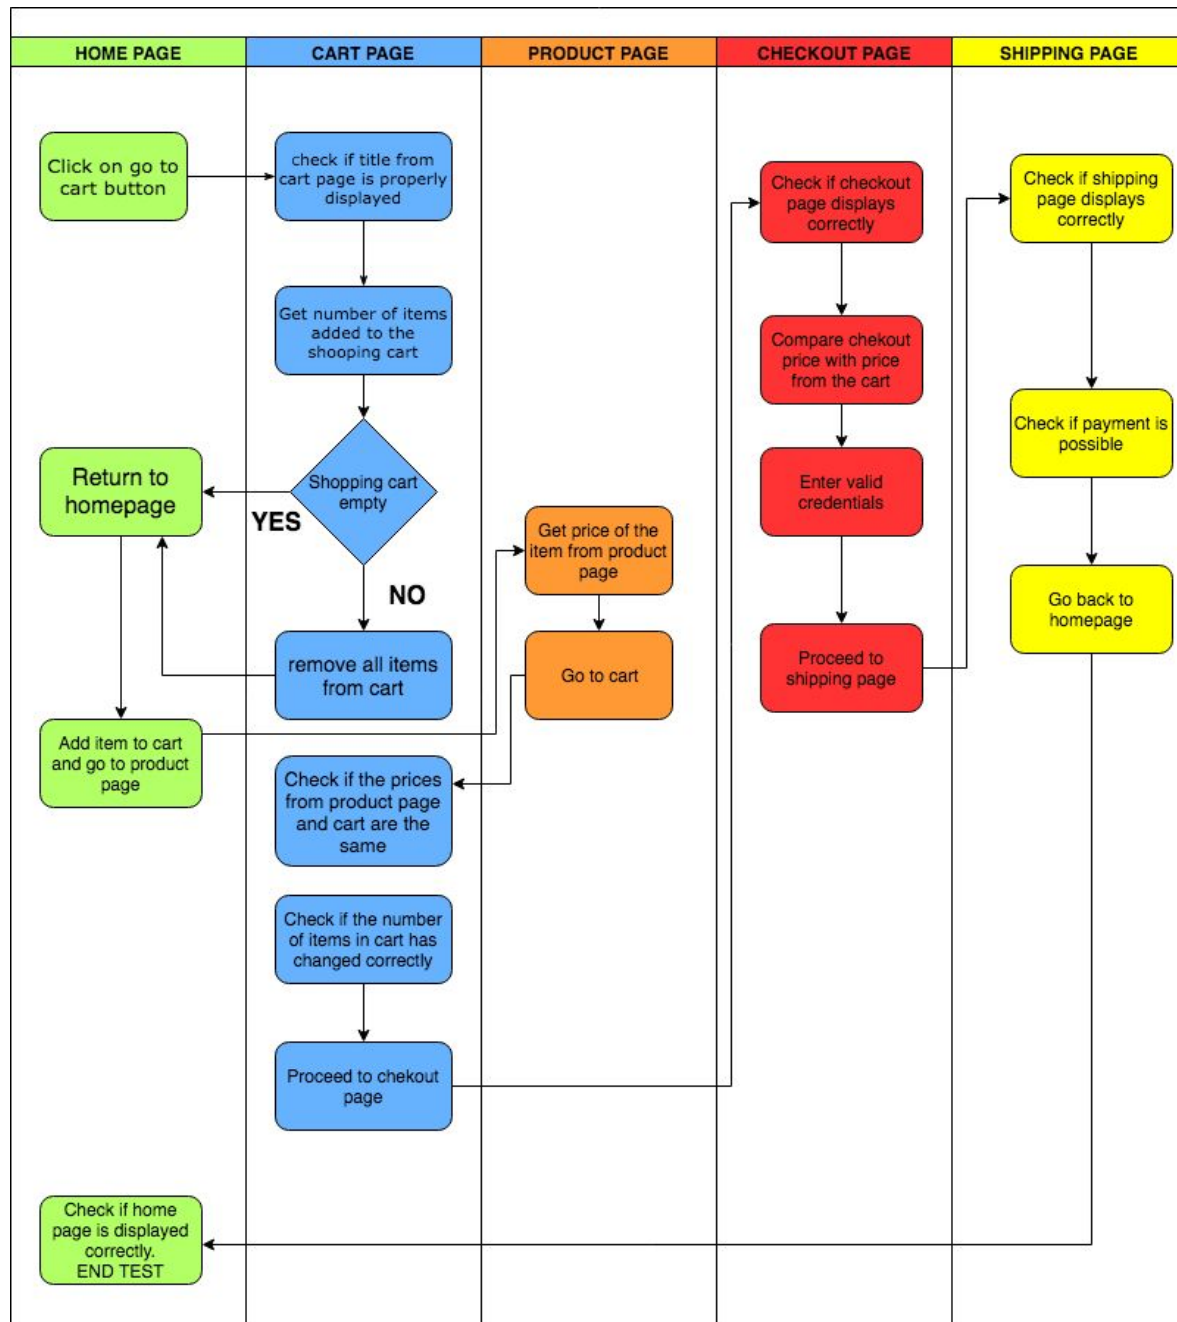 HOME PAGE
CART PAGE
PRODUCT PAGE
CHECKOUT PAGE
SHIPPING PAGE
Click on go to
cart button
check if title from
cart page is properly
displayed
Get number of items
added to the
shooping cart
Shopping cart
empty
YES
NO
Return to
homepage
remove all items
from cart
Add item to cart
and go to product
page
Get price of the
item from product
page
Go to cart
Check if the prices
from product page
and cart are the
same
Check if the number
of items in cart has
changed correctly
Proceed to chekout
page
Check if checkout
page displays
correctly
Compare chekout
price with price
from the cart
Enter valid
credentials
Proceed to
shipping page
Check if shipping
page displays
correctly
Check if payment is
possible
Go back to
homepage
Check if home
page is displayed
correctly.
END TEST